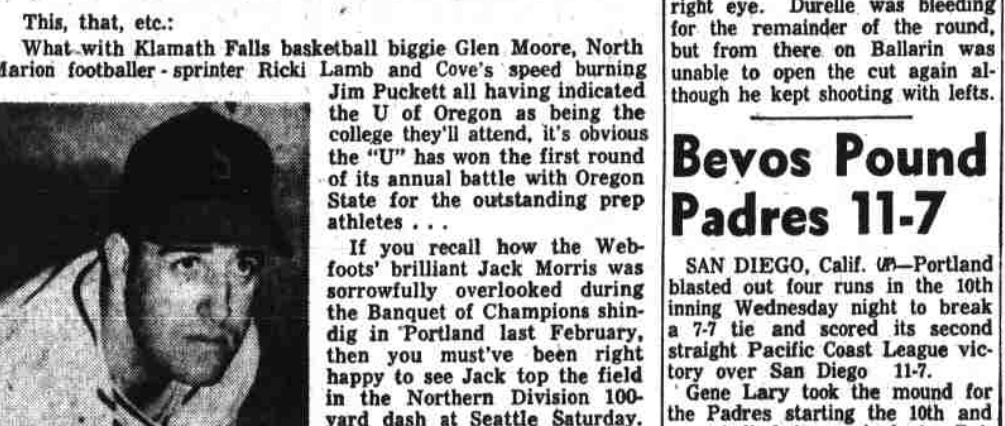 This, that, etc.:
What with Klamath Falls basketball biggie Glen Moore, North
Marion footballer - sprinter Ricki Lamb and Cove's speed burning
Jim Puckett all having indicated
the U of Oregon as being the
college they'll attend, it's obvious
the "U" has won the first round
of its annual battle with Oregon
State for the outstanding prep
athletes . . .
If you recall how the Web-
foots' brilliant Jack Morris was
sorrowfully overlooked during
the Banquet of Champions shin-
dig in Portland last February,
then you must've been right
happy to see Jack top the field
in the Northern Division 100-
yard dash at Seattle Saturday.
right eye. Durelle was bleeding
for the remainder of the round,
but from there on Ballarin was
unable to open the cut again al-
though he kept shooting with lefts.
Bevos Pound
Padres 11-7
SAN DIEGO, Calif. (AP)—Portland
blasted out four runs in the 10th
inning Wednesday night to break
a 7-7 tie and scored its second
straight Pacific Coast League vic-
tory over San Diego 11-7.
Gene Lary took the mound for
the Padres starting the 10th and